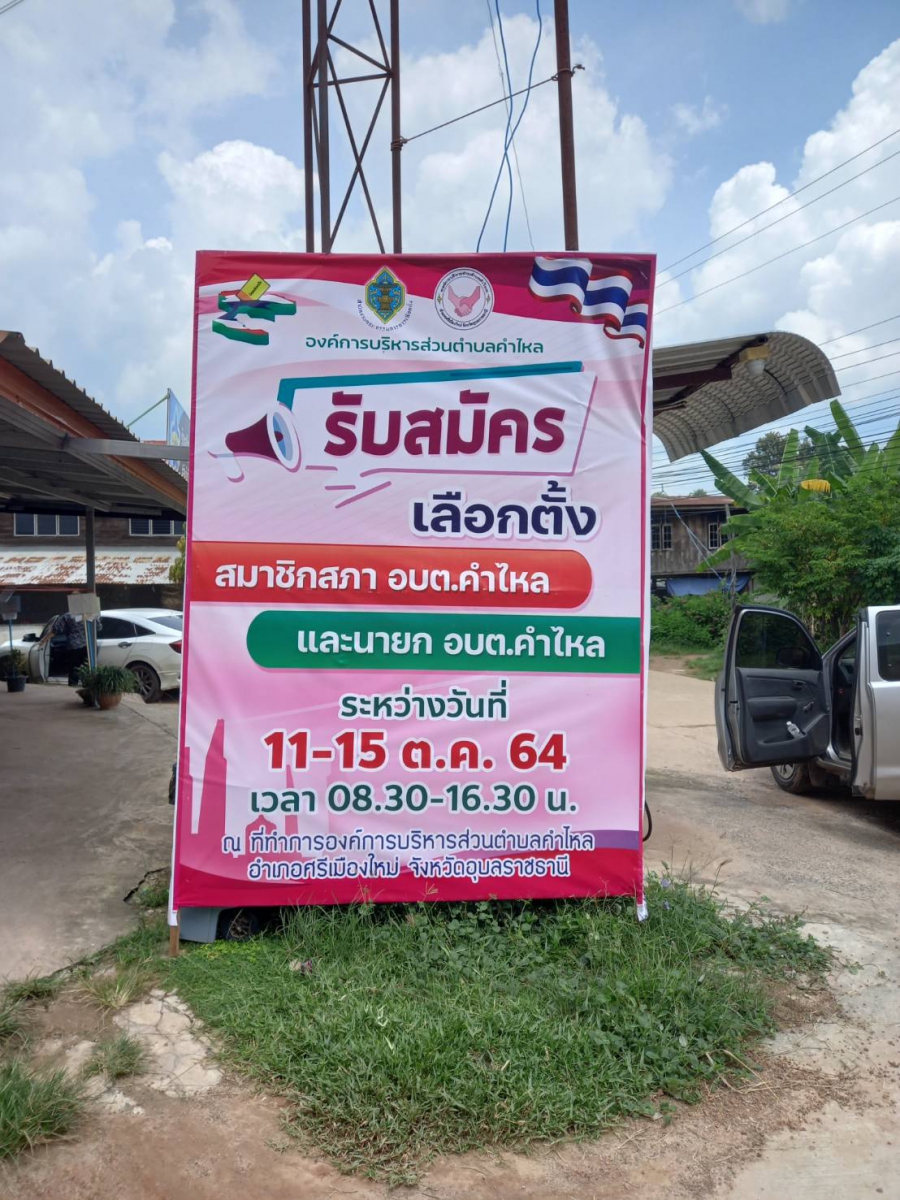 องค์การบริหารส่วนตำบลคำไหล
รับสมัคร
เลือกตั้ง
สมาชิกสภา อบต.คำไหล
และนายก อบต.คำไหล
ระหว่างวันที่
11-15 ต.ค. 64
เวลา 08.30-16.30 น.
ณ ที่ทำการองค์การบริหารส่วนตำบลคำไหล
อำเภอศรีเมืองใหม่ จังหวัดอุบลราชธานี